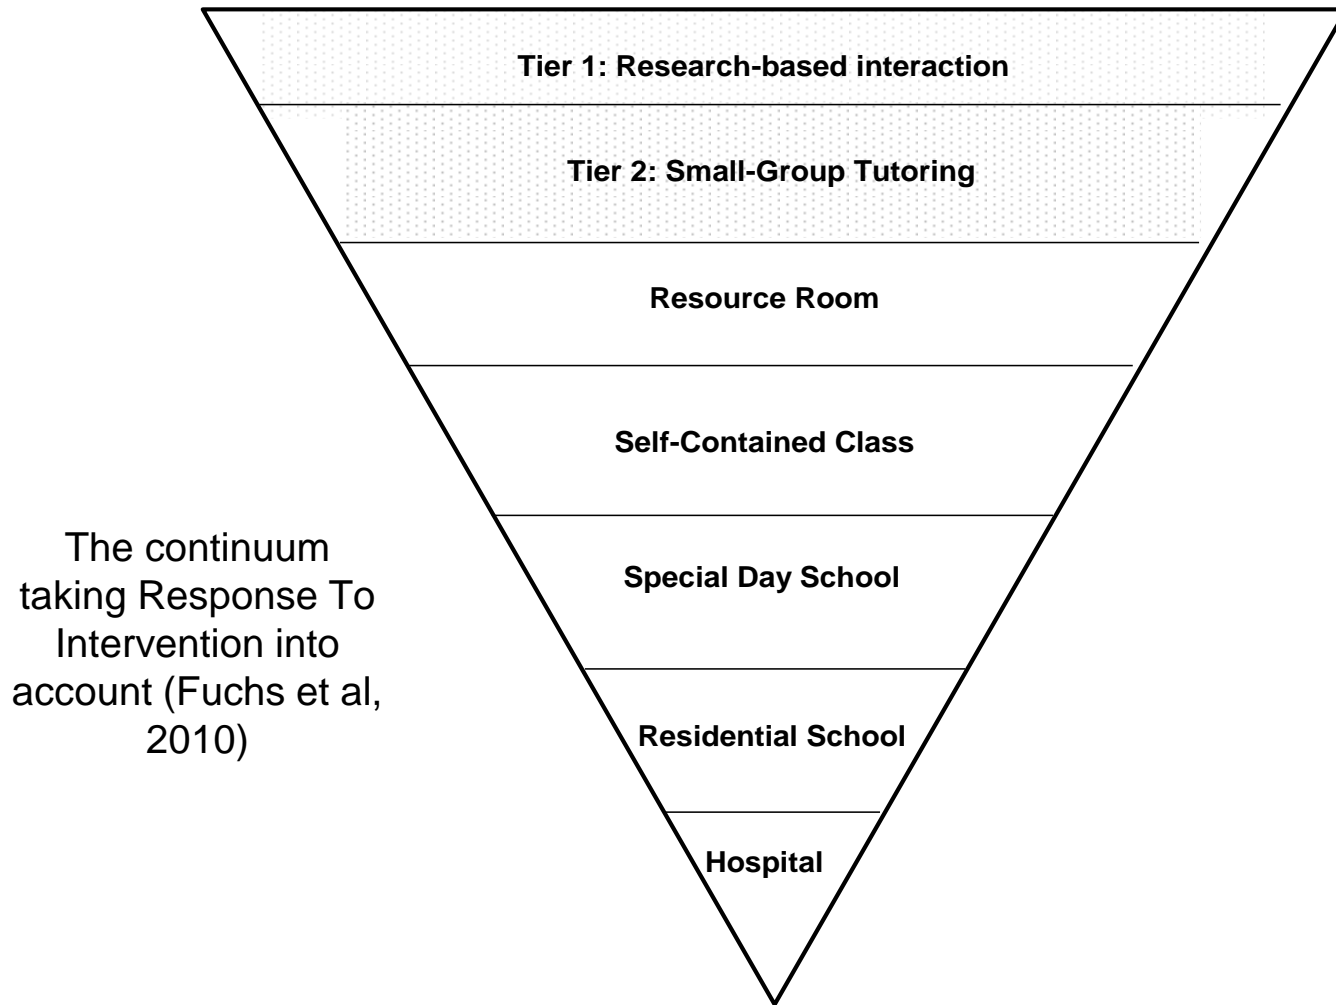 Tier 1: Research-based interaction
Tier 2: Small-Group Tutoring
Resource Room
Self-Contained Class
Special Day School
Residential School
Hospital
The continuum
taking Response To
Intervention into
account (Fuchs et al,
2010)